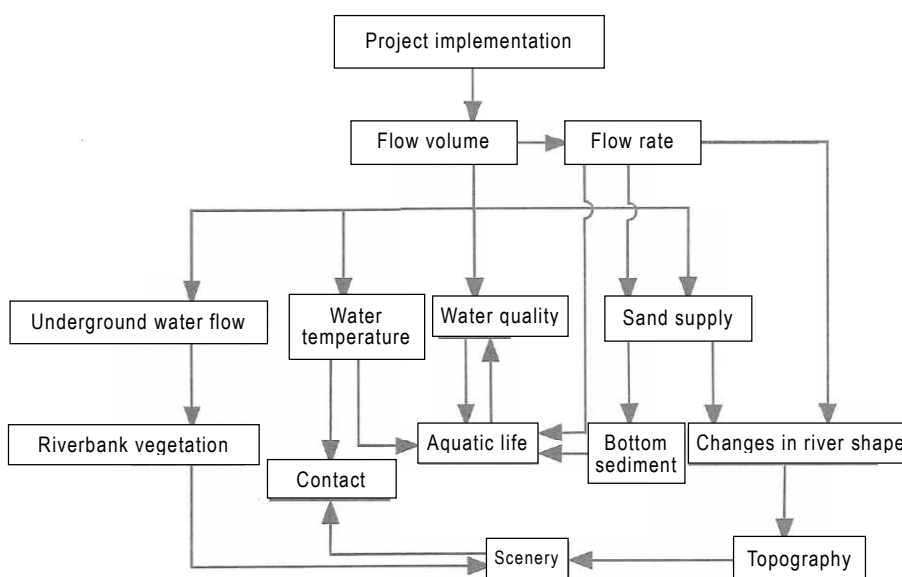 Project implementation
Flow volume
Flow rate
Underground water flow
Water
temperature
Water quality
Sand supply
Riverbank vegetation
Contact
Aquatic life
Bottom
sediment
Changes in river shape
Scenery
Topography